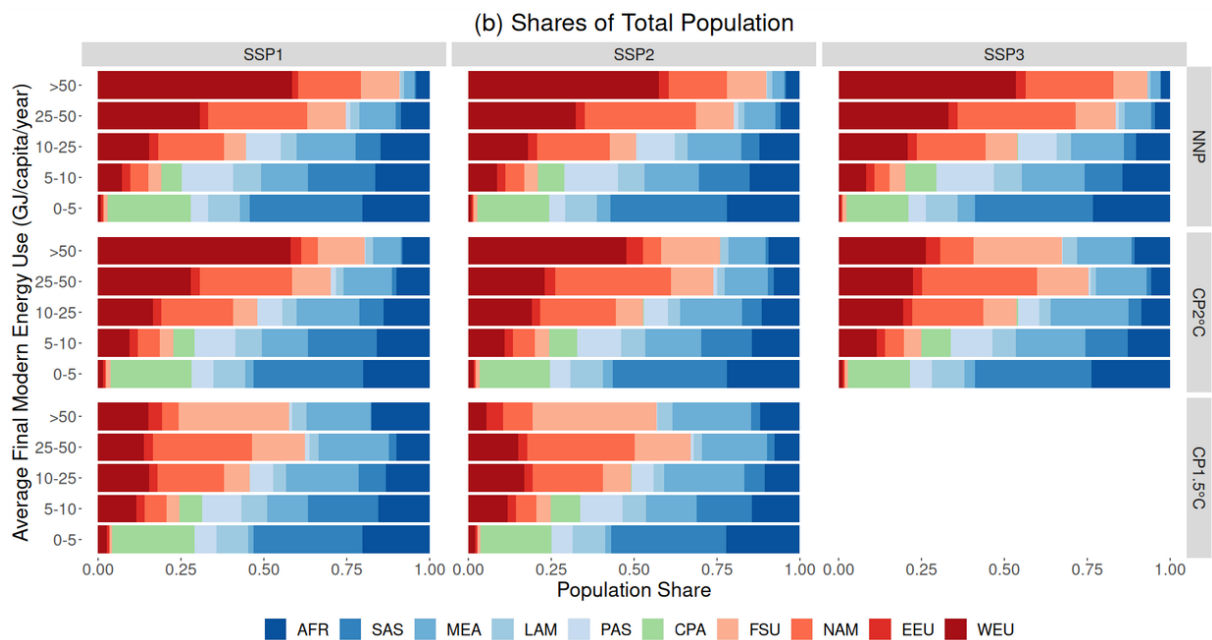 (b) Shares of Total Population
SSP1
SSP2
SSP3
Average Final Modern Energy Use (GJ/capita/year)
>50
25-50
10-25
5-10
0-5
NNP
>50
25-50
10-25
5-10
0-5
CP2°C
>50
25-50
10-25
5-10
0-5
CP1.5°C
0.00 0.25 0.50 0.75 1.00
0.00 0.25 0.50 0.75 1.00
0.00 0.25 0.50 0.75 1.00
Population Share
AFR SAS MEA LAM PAS CPA FSU NAM EEU WEU